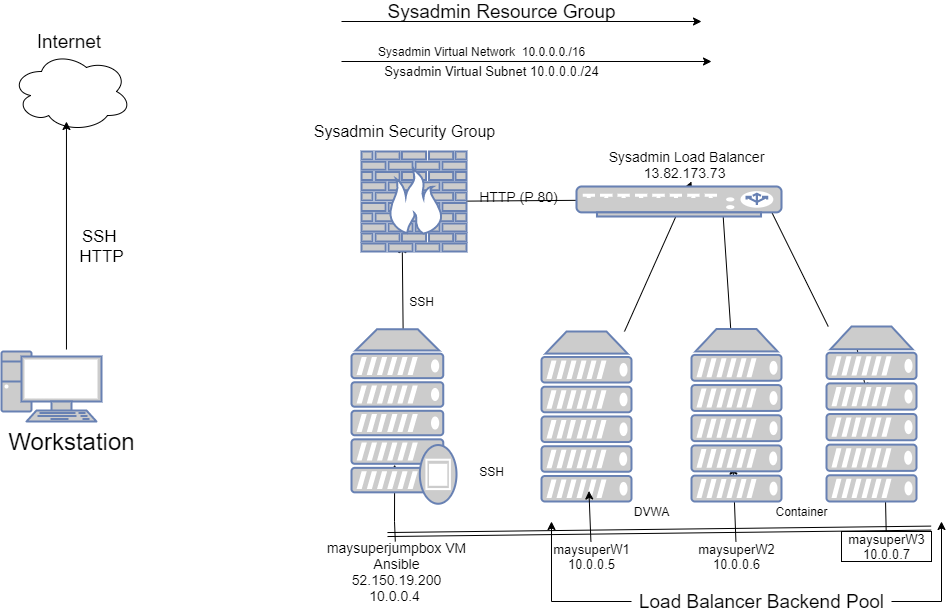 Sysadmin Resource Group
Internet
Sysadmin Virtual Network 10.0.0.0./16
Sysadmin Virtual Subnet 10.0.0.0./24
Sysadmin Security Group
Sysadmin Load Balancer
13.82.173.73
HTTP (P 80)
SSH
HTTP
SSH
Workstation
SSH
DVWA
Container
maysuperjumpbox VM
Ansible
52.150.19.200
10.0.0.4
maysuperW1
10.0.0.5
maysuperW2
10.0.0.6
maysuperW3
10.0.0.7
Load Balancer Backend Pool